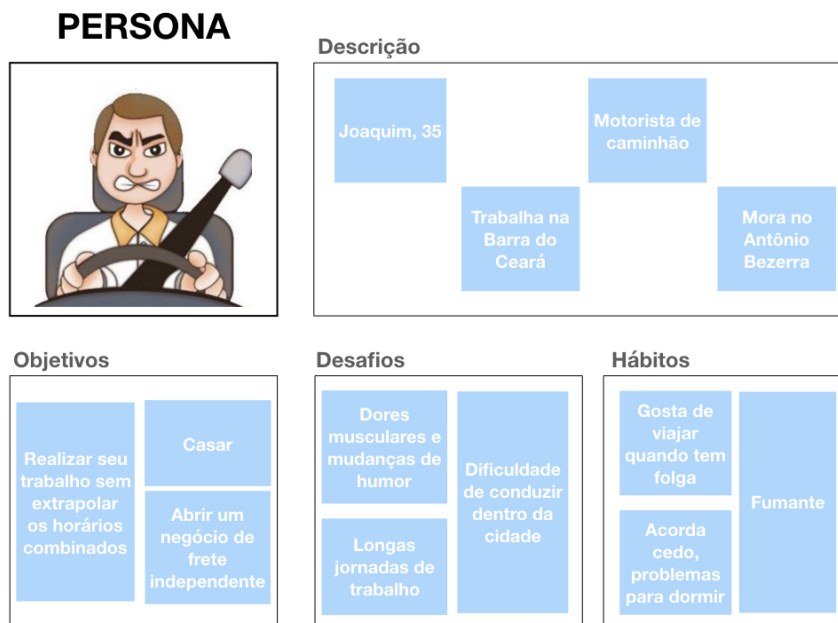 PERSONA
Descrição
Joaquim, 35
Motorista de
caminhão
Trabalha na
Barra do
Ceará
Mora no
Antônio
Bezerra
Objetivos
Realizar seu
trabalho sem
extrapolar
os horários
combinados
Casar
Abrir um
negócio de
frete
independente
Desafios
Dores
musculares e
mudanças de
humor
Longas
jornadas de
trabalho
Dificuldade
de conduzir
dentro da
cidade
Hábitos
Gosta de
viajar
quando tem
folga
Acorda
cedo,
problemas
para dormir
Fumante